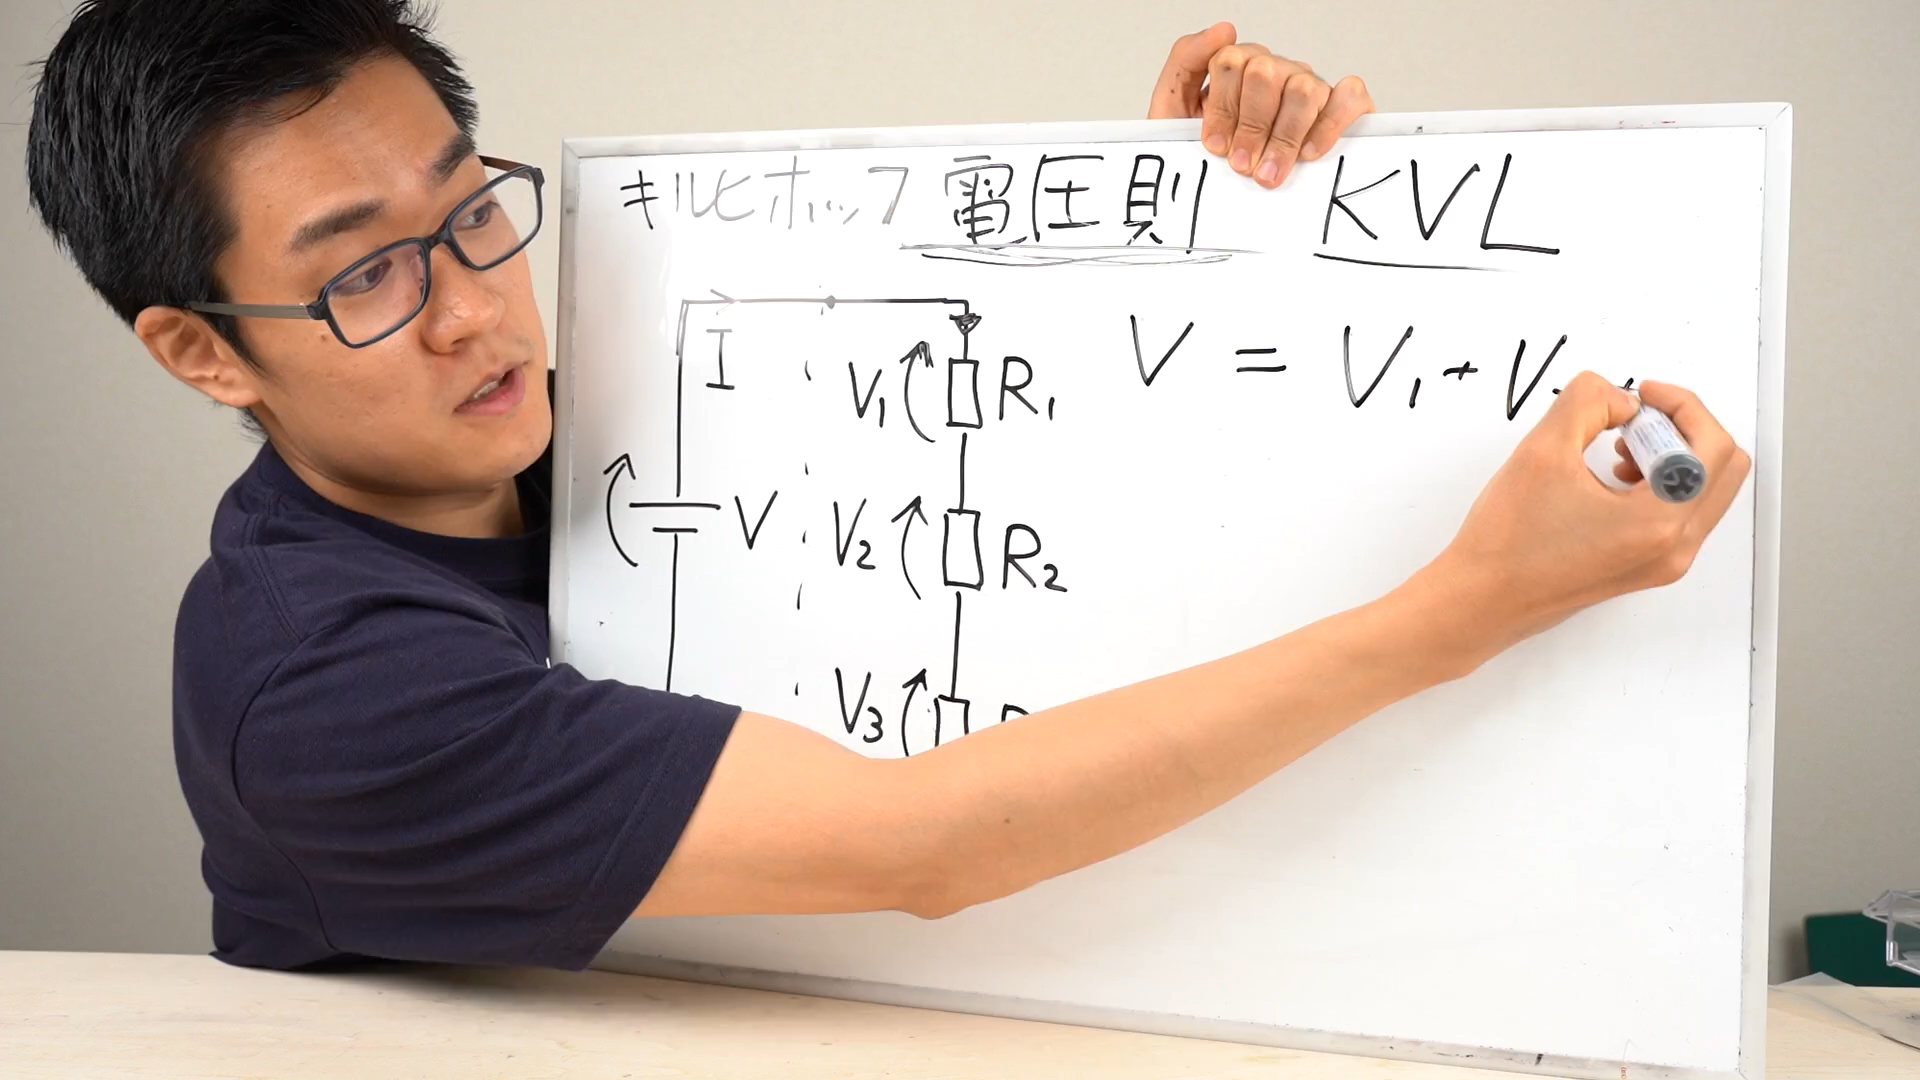 キルヒホッフ電圧則 KVL
I
V₁ R₁
V = V₁ + V
V
V₂ R₂
V₃